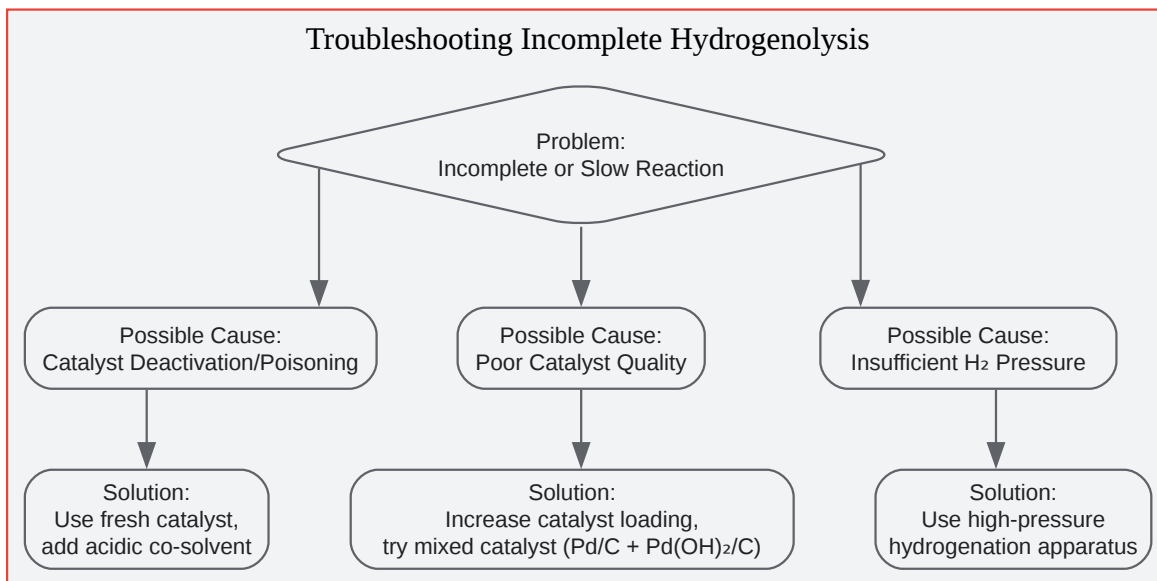 Troubleshooting Incomplete Hydrogenolysis
Problem:
Incomplete or Slow Reaction
Possible Cause:
Catalyst Deactivation/Poisoning
Possible Cause:
Poor Catalyst Quality
Possible Cause:
Insufficient H₂ Pressure
Solution:
Use fresh catalyst,
add acidic co-solvent
Solution:
Increase catalyst loading,
try mixed catalyst (Pd/C + Pd(OH)₂/C)
Solution:
Use high-pressure
hydrogenation apparatus